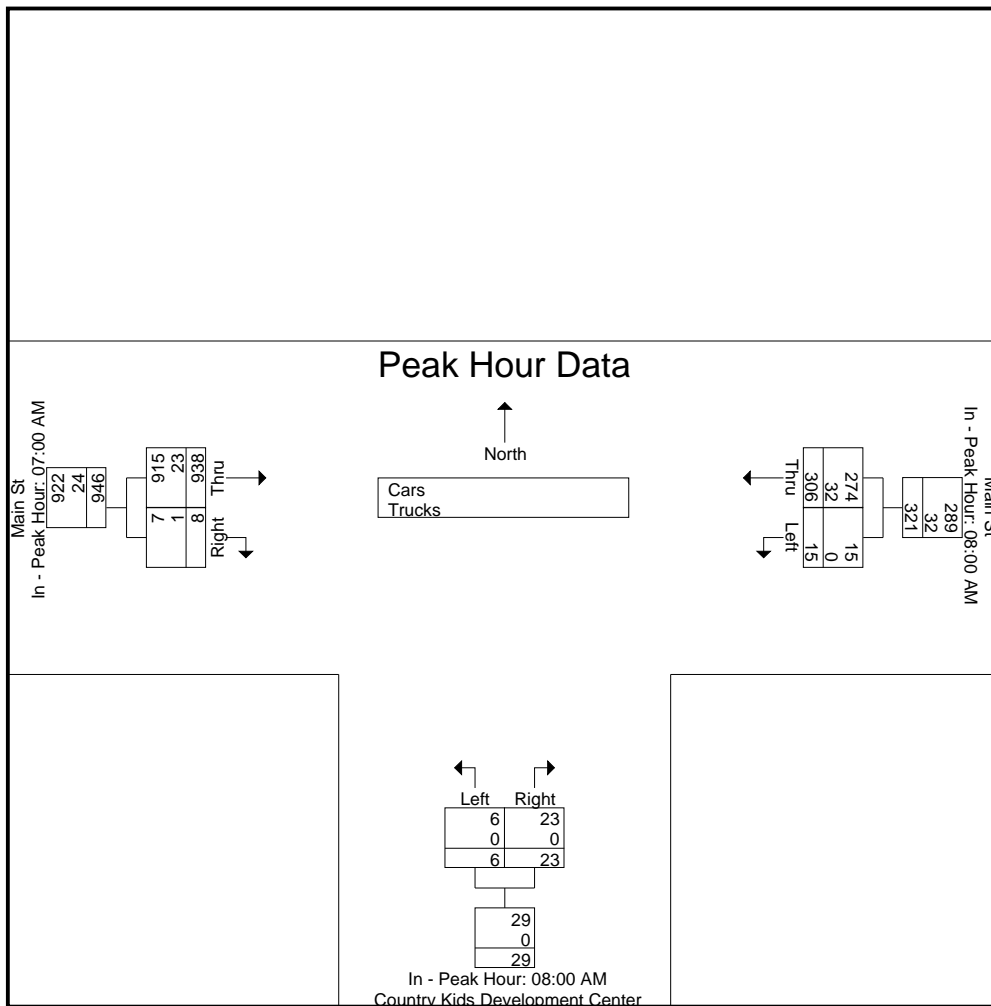 Peak Hour Data
North
Cars
Trucks
Main St
In - Peak Hour: 07:00 AM
922
24
946
915
23
938
Thru
7
1
8
Right
Main St
In - Peak Hour: 08:00 AM
289
32
321
274
32
306
Thru
15
0
15
Left
Left Right
6 23
0 0
6 23
29
0
29
In - Peak Hour: 08:00 AM
Country Kids Development Center